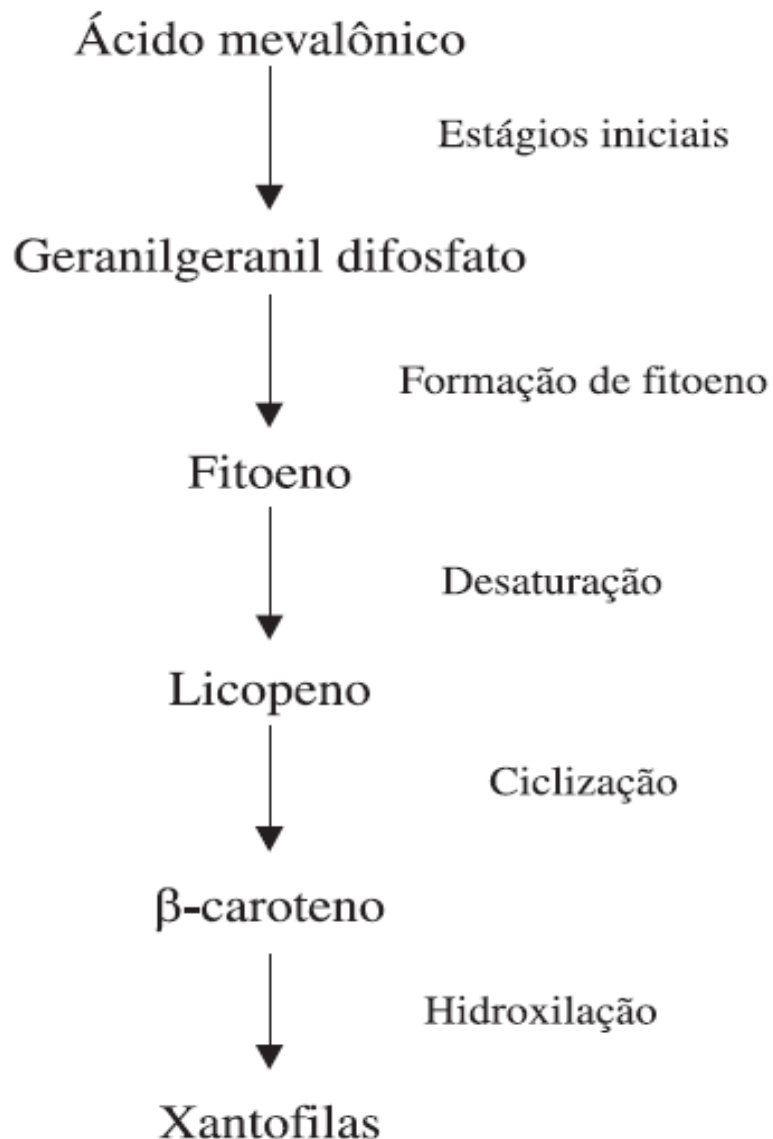 Ácido mevalônico
Estágios iniciais
Geranilgeranil difosfato
Formação de fitoeno
Fitoeno
Desaturação
Licopeno
Ciclização
β-caroteno
Hidroxilação
Xantofilas